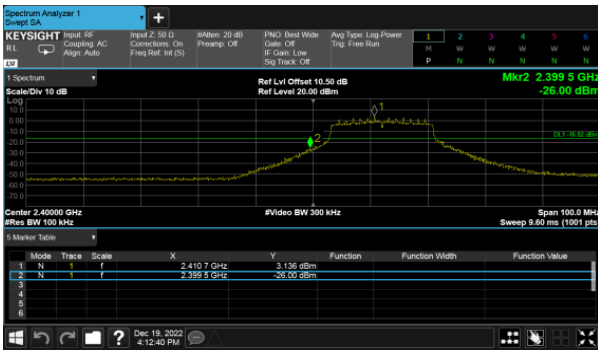 Spectrum Analyzer 1
Swept SA
+
KEYSIGHT Input: RF Input Z: 50 Ω #Atten: 20 dB PNO: Best Wide Avg Type: Log-Power 1 2 3 4 5 6
RL Coupling: AC Corrections: On Preamp: Off Gate: Off Trig: Free Run M W W W W W
Align: Auto Freq Ref: Int (S) IF Gain: Low P N N N N N
LXI Sig Track: Off
1 Spectrum Ref Lvl Offset 10.50 dB Mkr2 2.399 5 GHz
Scale/Div 10 dB Ref Level 20.00 dBm -26.00 dBm
Log
10.0
0.00
-10.0
-20.0
-30.0
-40.0
-50.0
-60.0
-70.0
1
2
DL1 -16.82 dBm
Center 2.40000 GHz #Video BW 300 kHz Span 100.0 MHz
#Res BW 100 kHz Sweep 9.60 ms (1001 pts)
5 Marker Table
Mode Trace Scale X Y Function Function Width Function Value
1 N 1 f 2.410 7 GHz 3.136 dBm
2 N 1 f 2.399 5 GHz -26.00 dBm
3
4
5
6
? Dec 19, 2022
4:12:40 PM